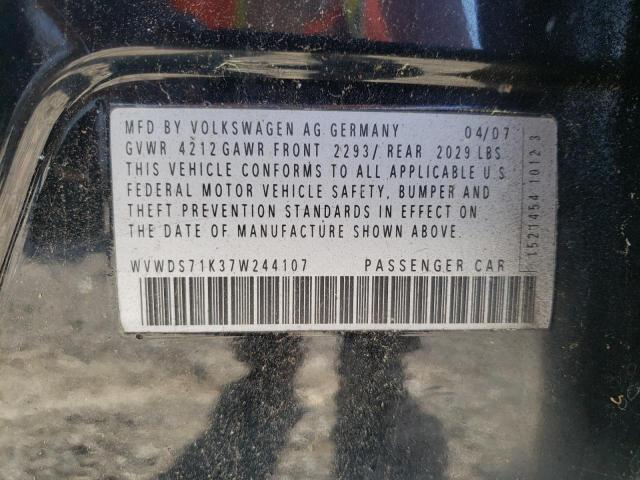 MFD BY VOLKSWAGEN AG GERMANY 04/07
GVWR 4212 GAWR FRONT 2293/ REAR 2029 LBS
THIS VEHICLE CONFORMS TO ALL APPLICABLE U S
FEDERAL MOTOR VEHICLE SAFETY, BUMPER AND
THEFT PREVENTION STANDARDS IN EFFECT ON
THE DATE OF MANUFACTURE SHOWN ABOVE.
WVWDS71K37W244107 PASSENGER CAR
1521454 1012 3